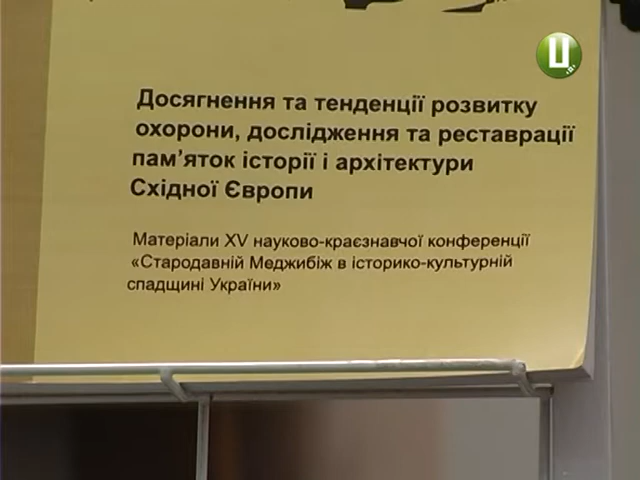 Ц
Досягнення та тенденції розвитку
охорони, дослідження та реставрації
пам'яток історії і архітектури
Східної Європи
Матеріали XV науково-краєзнавчої конференції
«Стародавній Меджибіж в історико-культурній
спадщині України»